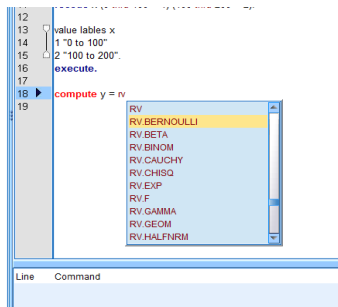 12
13 value lables x
14 1 "0 to 100"
15 2 "100 to 200".
16 execute.
17
18 compute y = rv
19
RV
RV.BERNOULLI
RV.BETA
RV.BINOM
RV.CAUCHY
RV.CHISQ
RV.EXP
RV.F
RV.GAMMA
RV.GEOM
RV.HALFNRM
Line Command